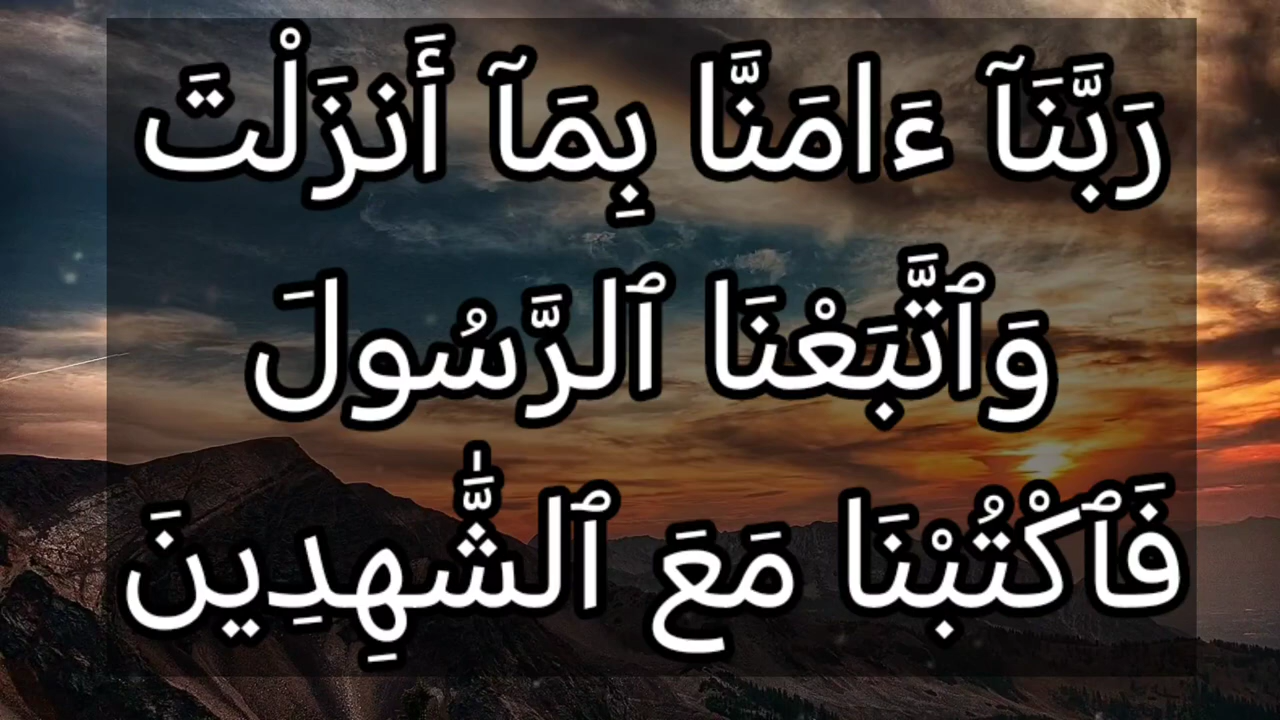 رَبَّنَآ ءَامَنَّا بِمَآ أَنزَلْتَ
وَٱتَّبَعْنَا ٱلرَّسُولَ
فَٱكْتُبْنَا مَعَ ٱلشَّٰهِدِينَ